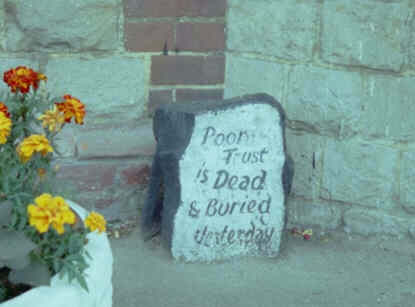 Poor
Trust
is Dead
& Buried
Yesterday